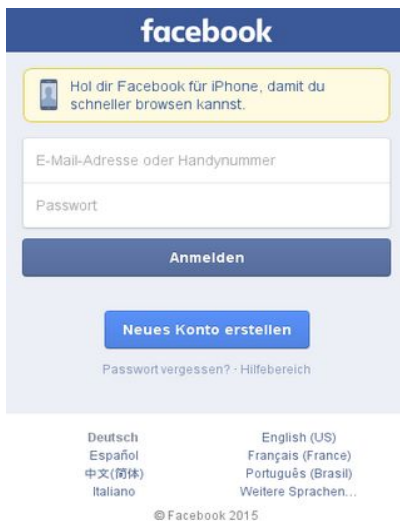 facebook
Hol dir Facebook für iPhone, damit du
schneller browsen kannst.
E-Mail-Adresse oder Handynummer
Passwort
Anmelden
Neues Konto erstellen
Passwort vergessen? · Hilfebereich
Deutsch English (US)
Español Français (France)
中文(简体) Português (Brasil)
Italiano Weitere Sprachen...
© Facebook 2015